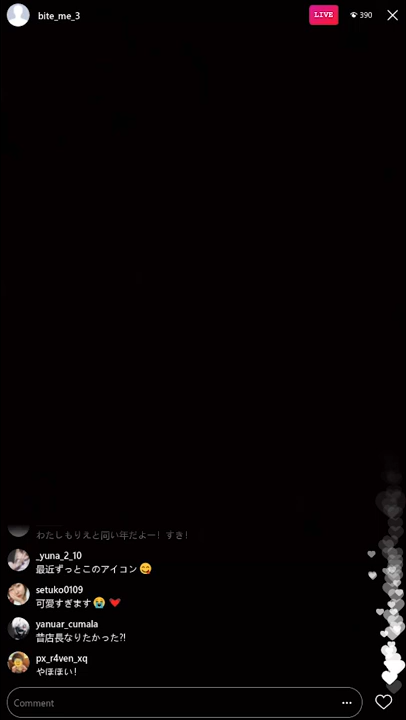 bite_me_3
LIVE
390
わたしもりえと同い年だよー！すき！
_yuna_2_10
最近ずっとこのアイコン😋
setuko0109
可愛すぎます😭 ❤️
yanuar_cumala
昔店長なりたかった?!
px_r4ven_xq
やほほい！
Comment